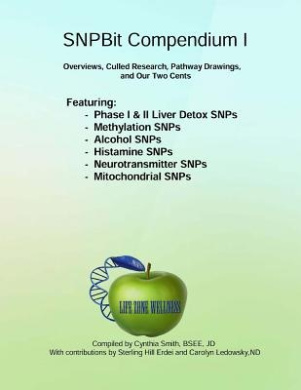 SNPBit Compendium I
Overviews, Culled Research, Pathway Drawings,
and Our Two Cents
Featuring:
- Phase I & II Liver Detox SNPs
- Methylation SNPs
- Alcohol SNPs
- Histamine SNPs
- Neurotransmitter SNPs
- Mitochondrial SNPs
LIFE ZONE WELLNESS
Compiled by Cynthia Smith, BSEE, JD
With contributions by Sterling Hill Erdei and Carolyn Ledowsky,ND